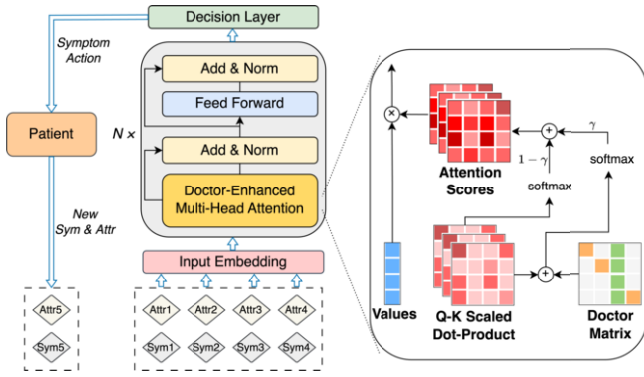 Decision Layer
Symptom
Action
Add & Norm
Feed Forward
Patient
N ×
Add & Norm
Doctor-Enhanced
Multi-Head Attention
New
Sym & Attr
Input Embedding
Attr5
Attr1
Attr2
Attr3
Attr4
Sym5
Sym1
Sym2
Sym3
Sym4
×
+
γ
Attention
Scores
1 − γ
softmax
softmax
+
Values
Q-K Scaled
Dot-Product
Doctor
Matrix